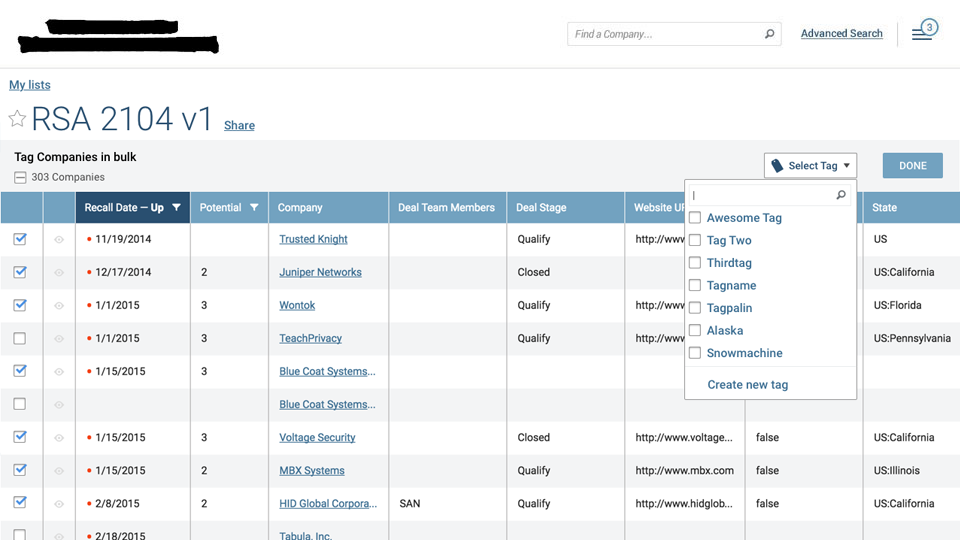 Find a Company...
Advanced Search
3
My lists
RSA 2104 v1 Share
Tag Companies in bulk
303 Companies
Select Tag
DONE
Recall Date — Up Potential Company Deal Team Members Deal Stage Website State
11/19/2014 Trusted Knight Qualify http://www US
12/17/2014 2 Juniper Networks Closed US:California
1/1/2015 3 Wontok Qualify http://www US:Florida
1/1/2015 3 TeachPrivacy Qualify http://www US:Pennsylvania
1/15/2015 3 Blue Coat Systems...
Blue Coat Systems...
1/15/2015 3 Voltage Security Closed http://www.voltage... false US:California
1/15/2015 2 MBX Systems Qualify http://www.mbx.com false US:Illinois
2/8/2015 2 HID Global Corpora... SAN Qualify http://www.hidglob... false US:California
2/18/2015 Tabula, Inc.
Awesome Tag
Tag Two
Thirdtag
Tagname
Tagpalin
Alaska
Snowmachine
Create new tag